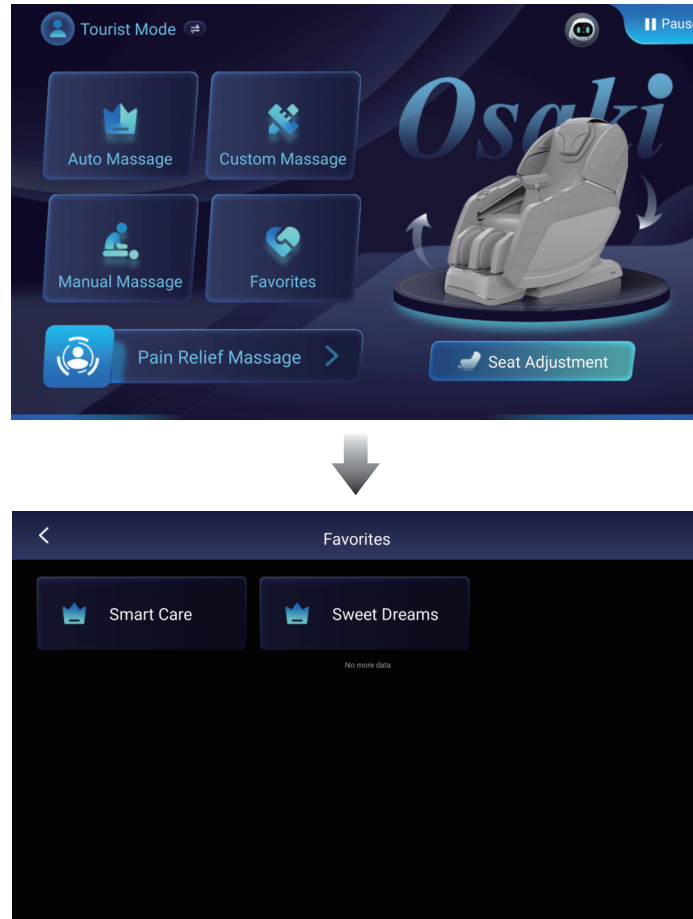 Tourist Mode
Pause
Osaki
Auto Massage
Custom Massage
Manual Massage
Favorites
Pain Relief Massage
Seat Adjustment
Favorites
Smart Care
Sweet Dreams
No more data